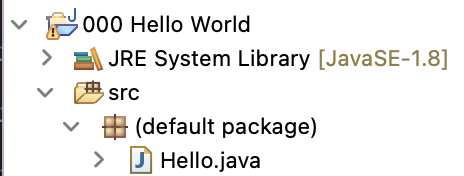 000 Hello World
JRE System Library [JavaSE-1.8]
src
(default package)
Hello.java